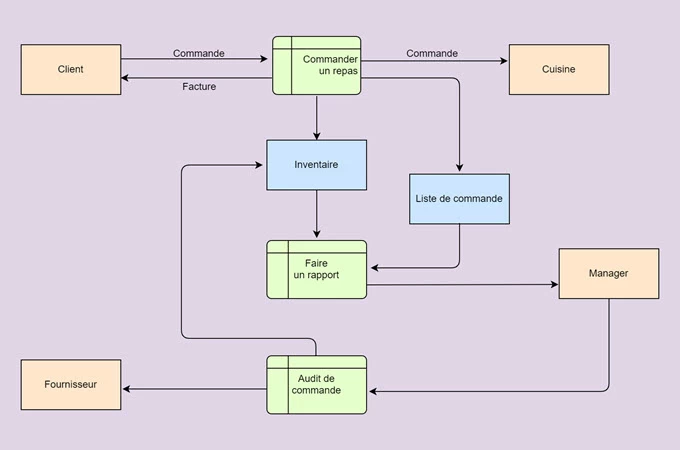 Client
Commande
Facture
Commander
un repas
Commande
Cuisine
Inventaire
Liste de commande
Faire
un rapport
Manager
Fournisseur
Audit de
commande